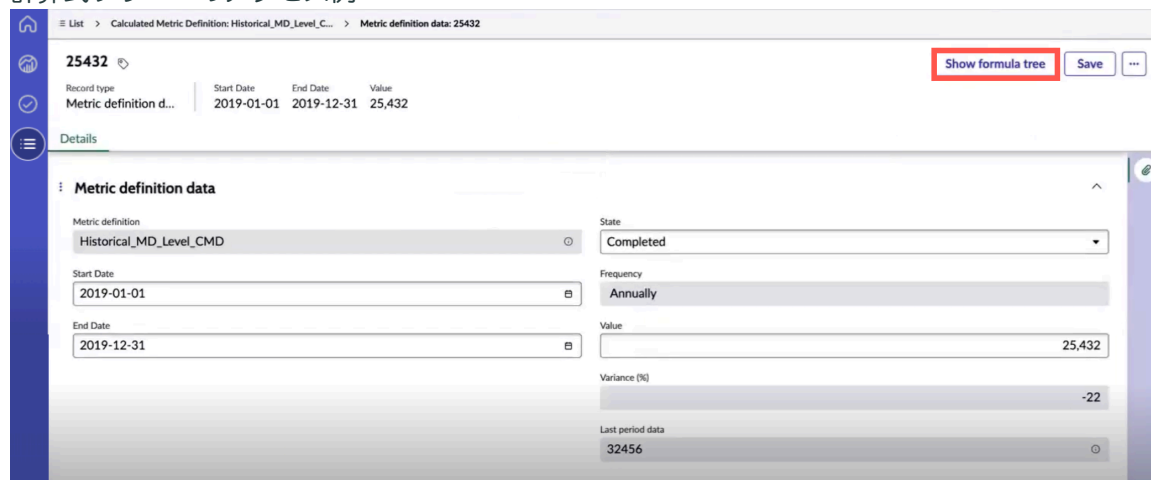 List > Calculated Metric Definition: Historical_MD_Level_C... > Metric definition data: 25432
25432
Show formula tree
Save
Record type
Start Date
End Date
Value
Metric definition d...
2019-01-01
2019-12-31
25,432
Details
Metric definition data
Metric definition
State
Historical_MD_Level_CMD
Completed
Start Date
Frequency
2019-01-01
Annually
End Date
Value
2019-12-31
25,432
Variance (%)
-22
Last period data
32456